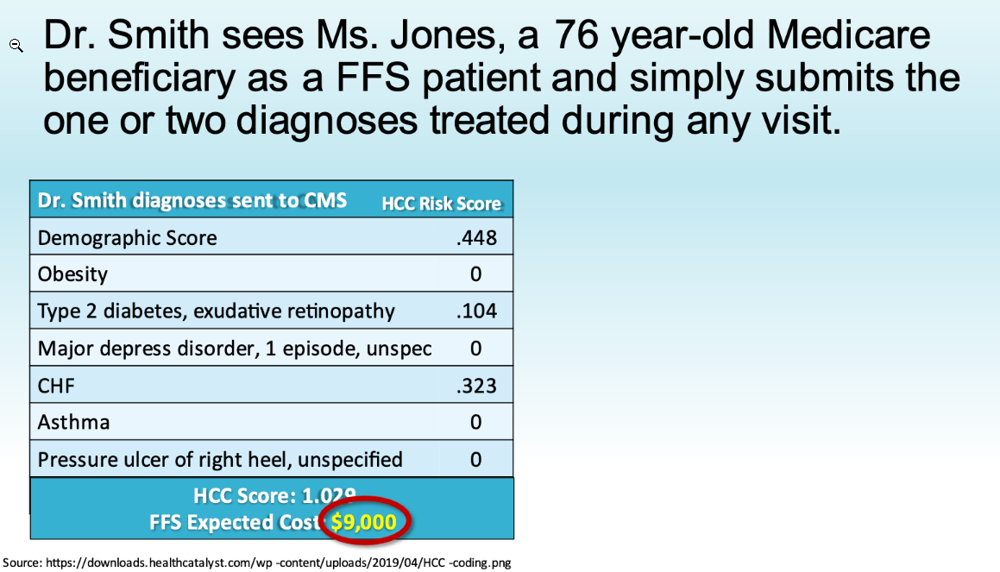 Dr. Smith sees Ms. Jones, a 76 year-old Medicare
beneficiary as a FFS patient and simply submits the
one or two diagnoses treated during any visit.
Dr. Smith diagnoses sent to CMS HCC Risk Score
Demographic Score .448
Obesity 0
Type 2 diabetes, exudative retinopathy .104
Major depress disorder, 1 episode, unspec 0
CHF .323
Asthma 0
Pressure ulcer of right heel, unspecified 0
HCC Score: 1.029
FFS Expected Cost $9,000
Source: https://downloads.healthcatalyst.com/wp -content/uploads/2019/04/HCC -coding.png